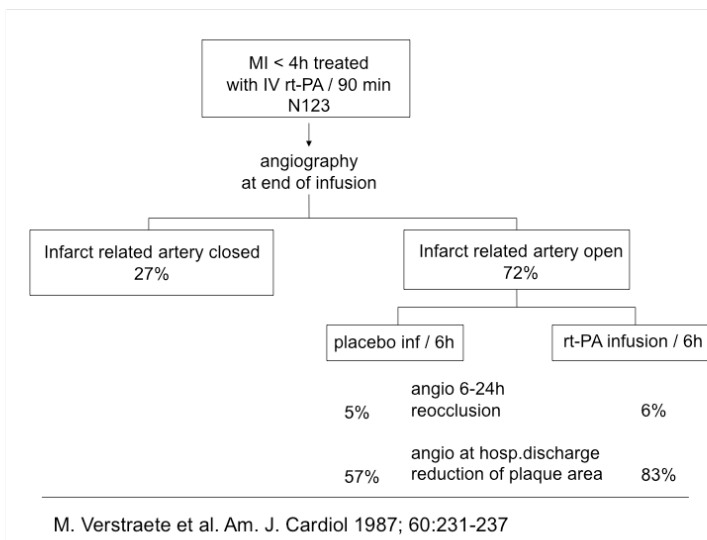 MI < 4h treated
with IV rt-PA / 90 min
N123
angiography
at end of infusion
Infarct related artery closed
27%
Infarct related artery open
72%
placebo inf / 6h
rt-PA infusion / 6h
5%
angio 6-24h
reocclusion
6%
57%
angio at hosp.discharge
reduction of plaque area
83%
M. Verstraete et al. Am. J. Cardiol 1987; 60:231-237